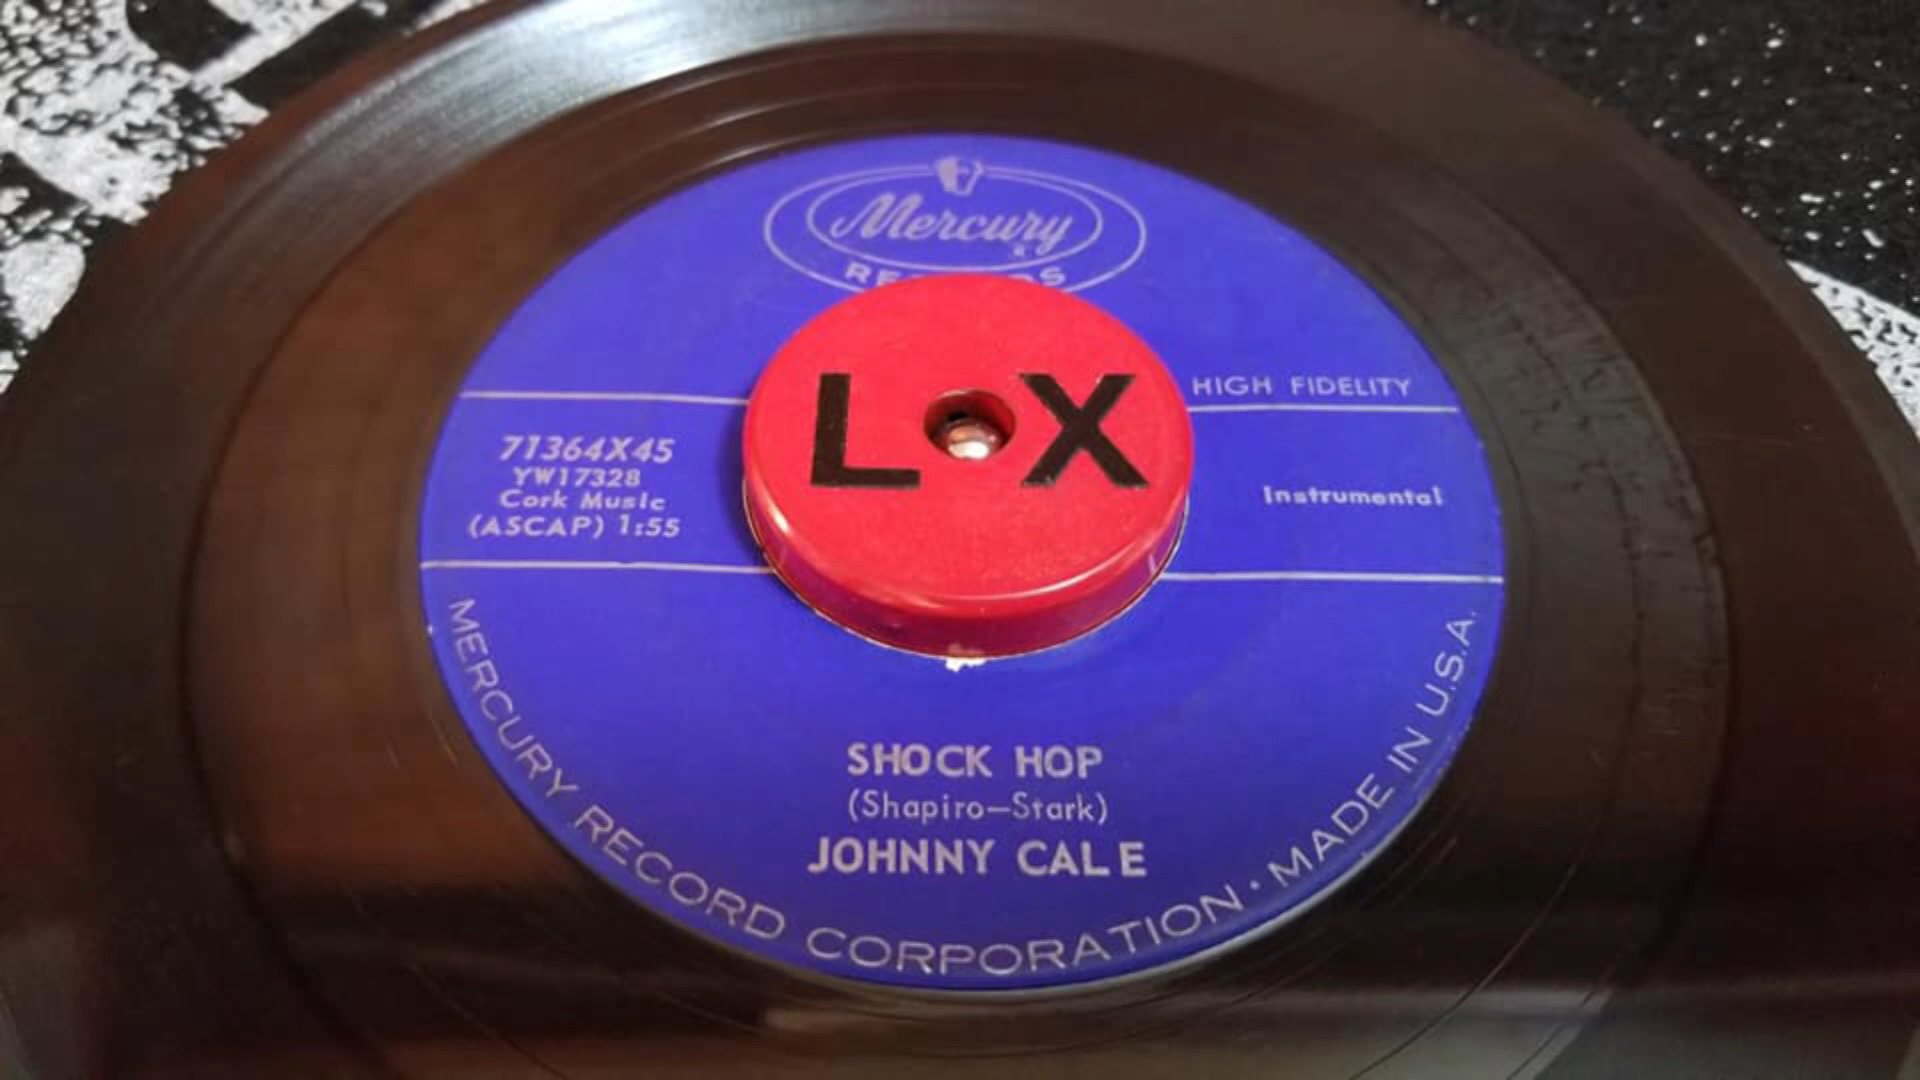 Mercury
L X
HIGH FIDELITY
71364X45
YW17328
Cork Music
(ASCAP) 1:55
Instrumental
SHOCK HOP
(Shapiro—Stark)
JOHNNY CALE
MERCURY RECORD CORPORATION • MADE IN U.S.A.